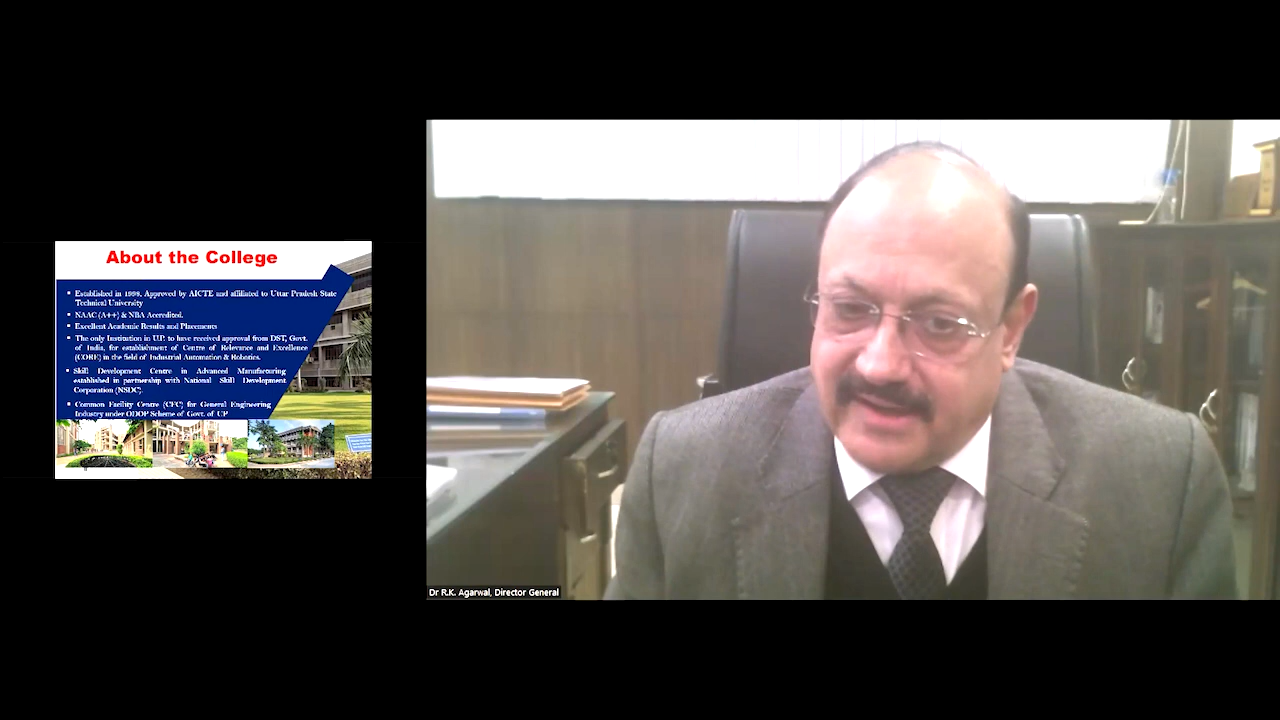 About the College
Established in 1998, Approved by AICTE and affiliated to Uttar Pradesh State
Technical University
NAAC (A++) & NBA Accredited.
Excellent Academic Results and Placements
The only Institution in U.P. to have received approval from DST, Govt.
of India, for establishment of Centre of Relevance and Excellence
(CORE) in the field of Industrial Automation & Robotics.
Skill Development Centre in Advanced Manufacturing
established in partnership with National Skill Development
Corporation (NSDC)
Common Facility Centre (CFC) for General Engineering
Industry under ODOP Scheme of Govt. of UP
Dr R.K. Agarwal, Director General